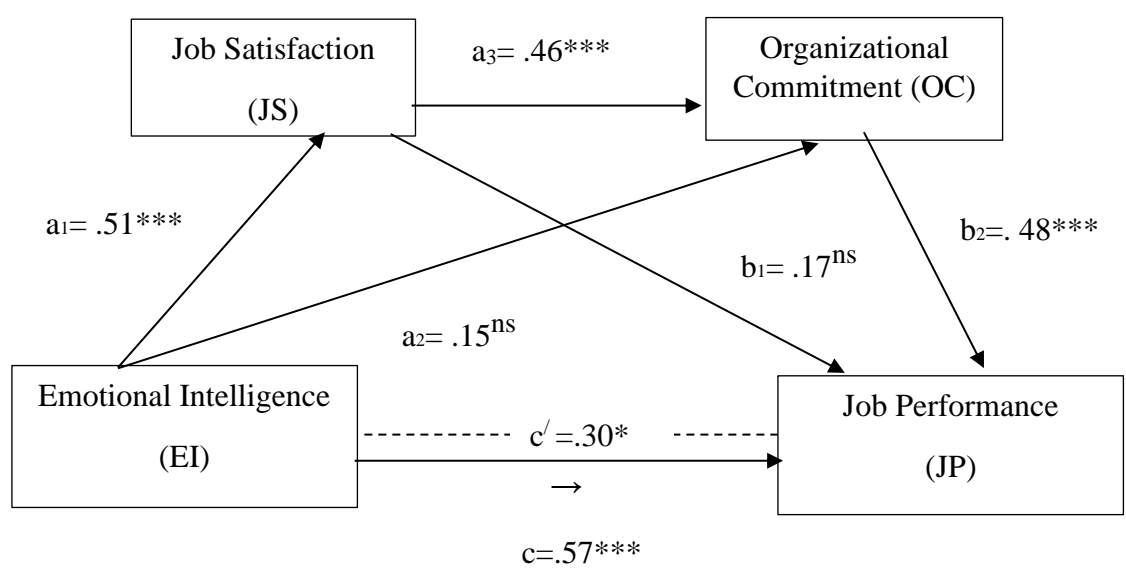 Job Satisfaction
(JS)
a₃= .46***
Organizational
Commitment (OC)
a₁= .51***
b₂=. 48***
b₁= .17ⁿˢ
a₂= .15ⁿˢ
Emotional Intelligence
(EI)
c′ =.30*
Job Performance
(JP)
→
c=.57***